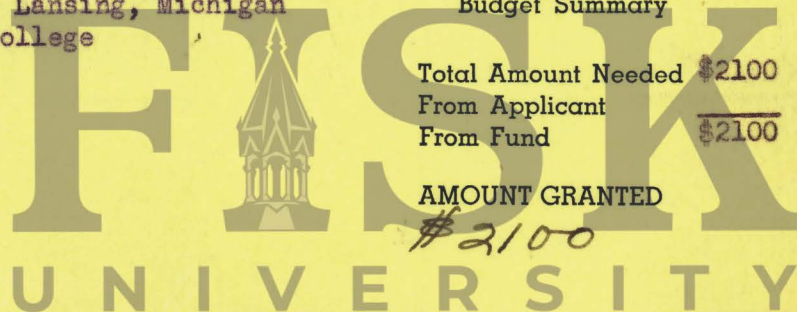 Lansing, Michigan
ollege
Budget Summary
Total Amount Needed $2100
From Applicant
From Fund $2100
AMOUNT GRANTED
$2100
FISK
UNIVERSITY